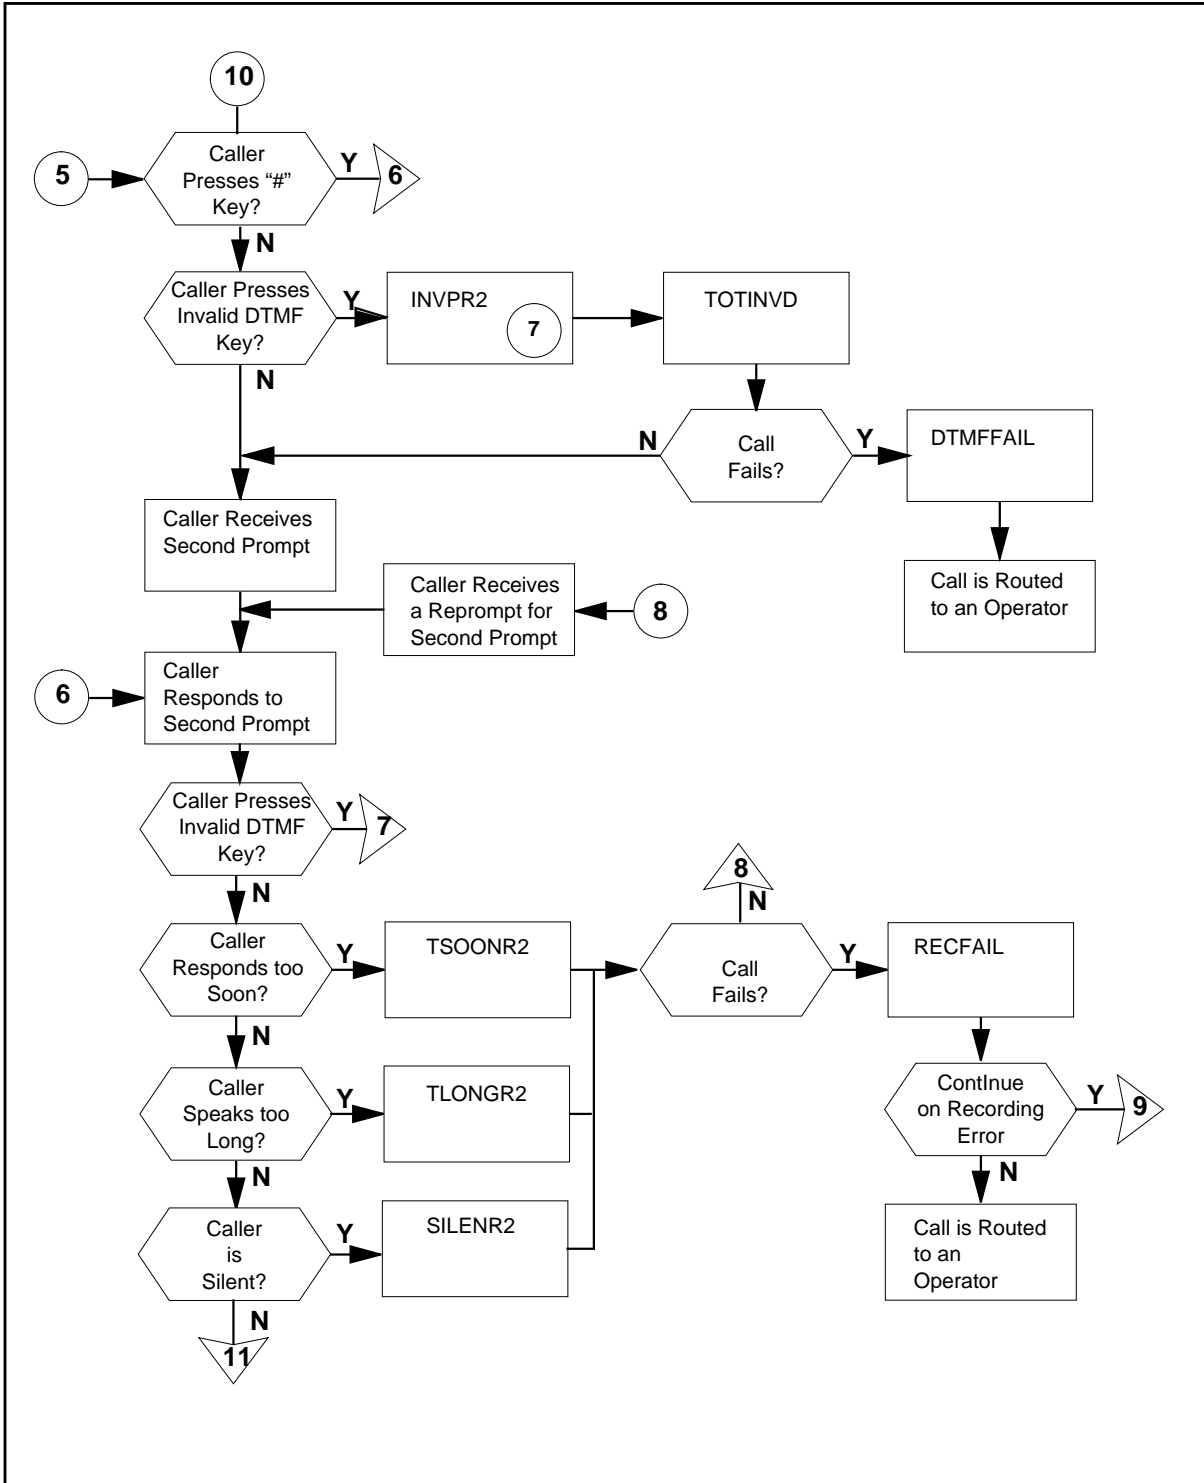 10
Caller
Presses “#”
Key?
5
Y
6
N
Caller Presses
Invalid DTMF
Key?
Y
INVPR2
7
TOTINVD
N
Call
Fails?
N
Y
DTMFFAIL
Caller Receives
Second Prompt
Call is Routed
to an Operator
Caller Receives
a Reprompt for
Second Prompt
8
Caller
Responds to
Second Prompt
6
Caller Presses
Invalid DTMF
Key?
Y
7
N
8
N
Caller
Responds too
Soon?
Y
TSOONR2
Call
Fails?
Y
RECFAIL
N
Caller
Speaks too
Long?
Y
TLONGR2
ContInue
on Recording
Error
Y
9
N
N
Caller
is
Silent?
Y
SILENR2
Call is Routed
to an
Operator
N
11